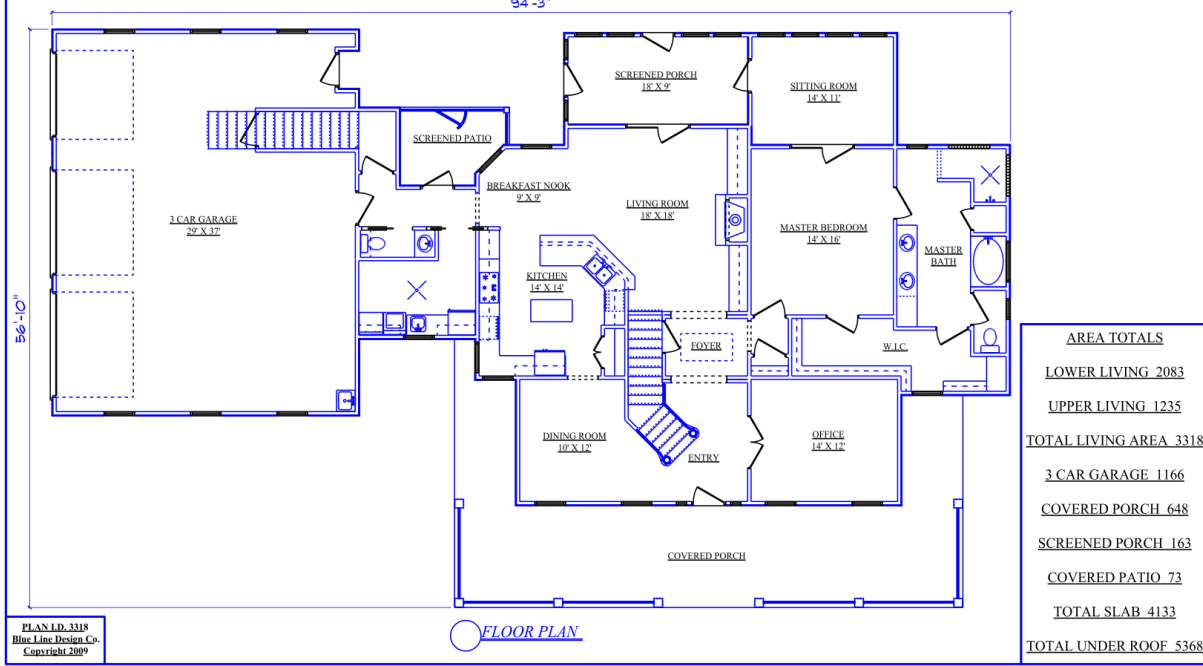 94'-3"
SCREENED PORCH
18' X 9'
SITTING ROOM
14' X 11'
SCREENED PATIO
BREAKFAST NOOK
9' X 9'
LIVING ROOM
18' X 18'
3 CAR GARAGE
29' X 37'
MASTER BEDROOM
14' X 16'
MASTER
BATH
KITCHEN
14' X 14'
56'-10"
FOYER
W.I.C.
DINING ROOM
10' X 12'
ENTRY
OFFICE
14' X 12'
COVERED PORCH
AREA TOTALS
LOWER LIVING 2083
UPPER LIVING 1235
TOTAL LIVING AREA 3318
3 CAR GARAGE 1166
COVERED PORCH 648
SCREENED PORCH 163
COVERED PATIO 73
TOTAL SLAB 4133
TOTAL UNDER ROOF 5368
PLAN I.D. 3318
Blue Line Design Co.
Copyright 2009
FLOOR PLAN